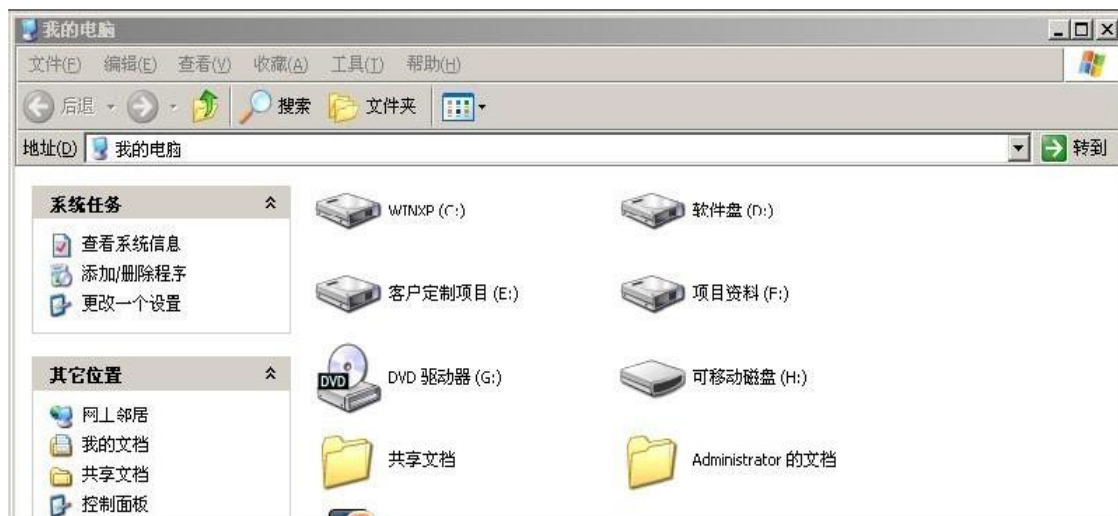 我的电脑
文件(F) 编辑(E) 查看(V) 收藏(A) 工具(T) 帮助(H)
后退 搜索 文件夹
地址(D) 我的电脑 转到
系统任务
查看系统信息
添加/删除程序
更改一个设置
其它位置
网上邻居
我的文档
共享文档
控制面板
WINXP (C:) 软件盘 (D:)
客户定制项目 (E:) 项目资料 (F:)
DVD DVD 驱动器 (G:) 可移动磁盘 (H:)
共享文档 Administrator 的文档